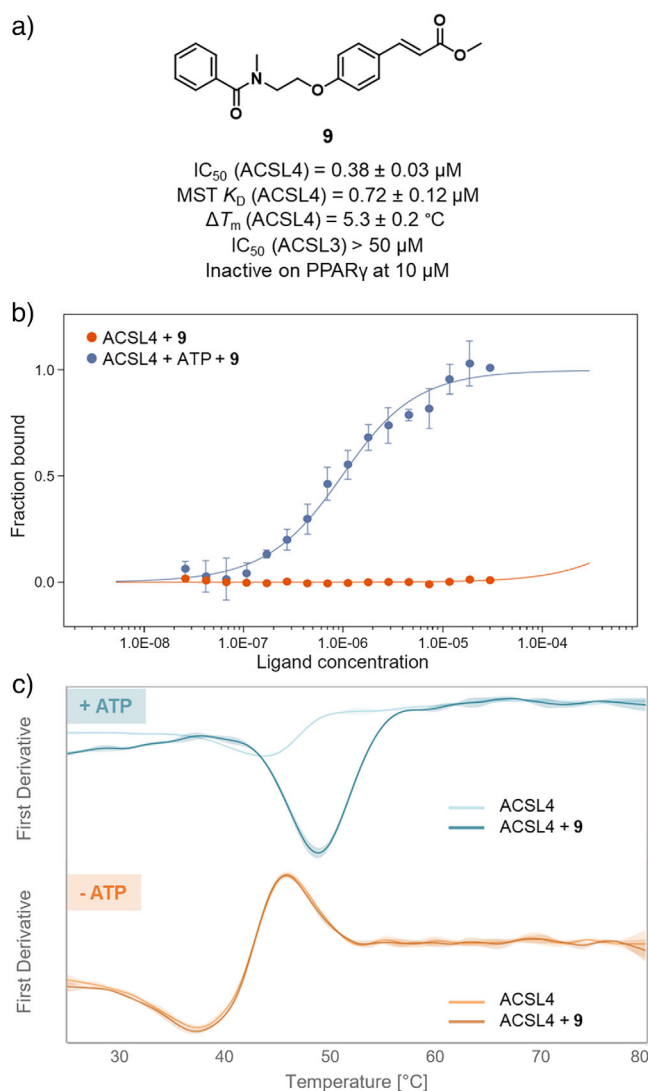 a)
N
O
O
O
O
9
IC50 (ACSL4) = 0.38 ± 0.03 µM
MST KD (ACSL4) = 0.72 ± 0.12 µM
ΔTm (ACSL4) = 5.3 ± 0.2 °C
IC50 (ACSL3) > 50 µM
Inactive on PPARγ at 10 µM
b)
ACSL4 + 9
ACSL4 + ATP + 9
1.0
0.5
0.0
Fraction bound
1.0E-08 1.0E-07 1.0E-06 1.0E-05 1.0E-04
Ligand concentration
c)
+ ATP
First Derivative
ACSL4
ACSL4 + 9
- ATP
First Derivative
ACSL4
ACSL4 + 9
30 40 50 60 70 80
Temperature [°C]